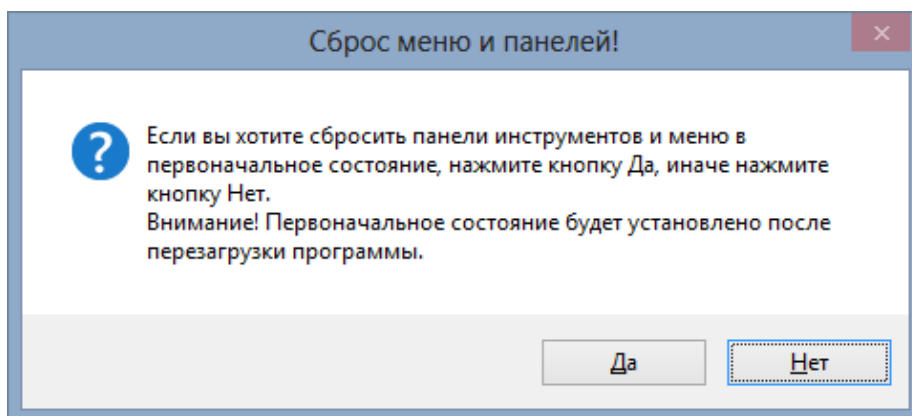 Сброс меню и панелей!
Если вы хотите сбросить панели инструментов и меню в
первоначальное состояние, нажмите кнопку Да, иначе нажмите
кнопку Нет.
Внимание! Первоначальное состояние будет установлено после
перезагрузки программы.
Да
Нет